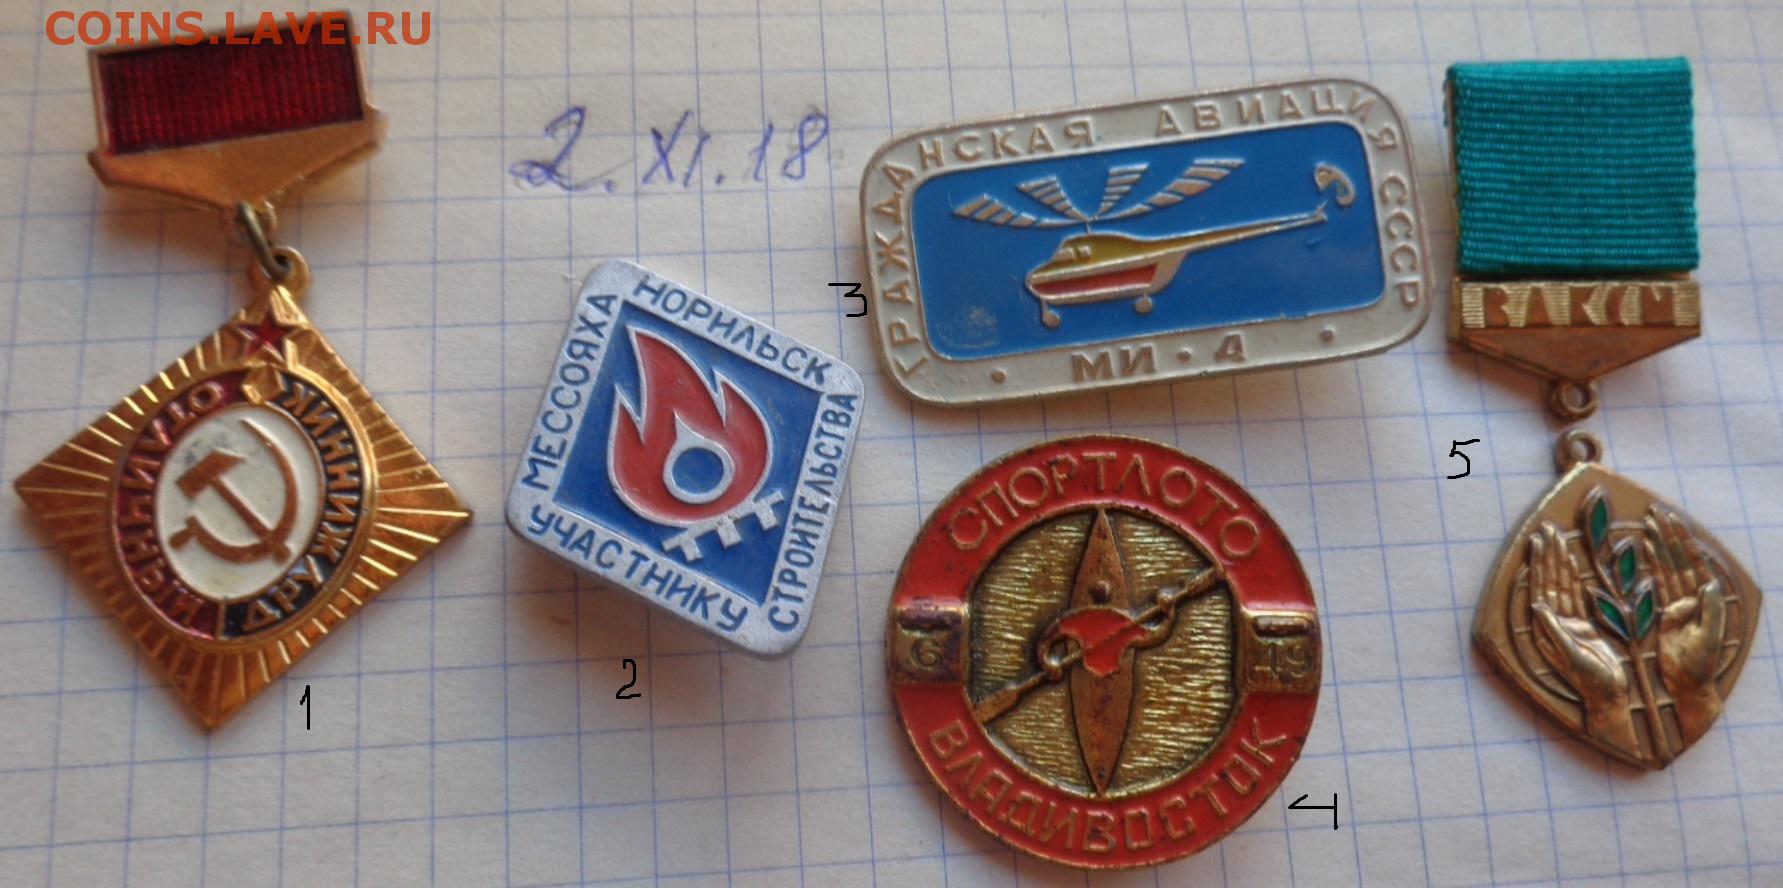 COINS.LAVE.RU
2.XI.18
ОТЛИЧНЫЙ ДРУЖИННИК
1
НОРИЛЬСК
МЕССОЯХА
СТРОИТЕЛЬСТВА
УЧАСТНИКУ
2
ГРАЖДАНСКАЯ АВИАЦИЯ СССР
• МИ • 4 •
3
СПОРТЛОТО
6 49
ВЛАДИВОСТОК
4
ВЛКСМ
5